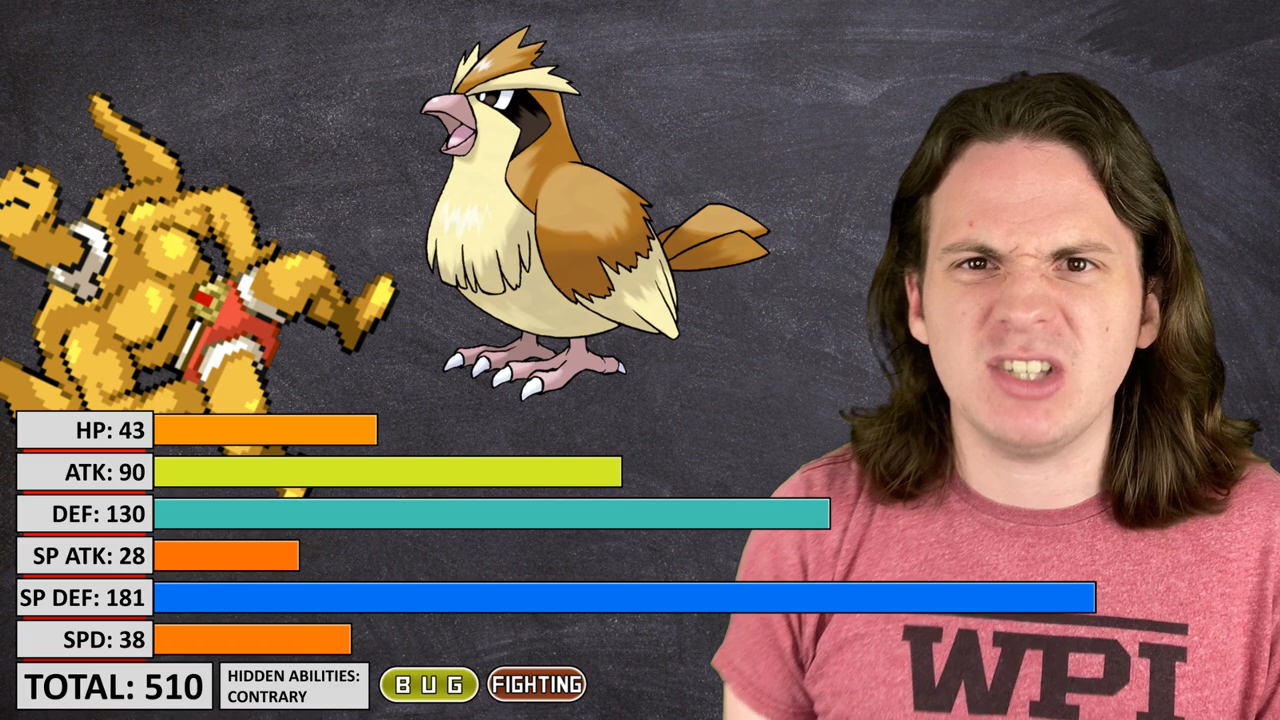 HP: 43
ATK: 90
DEF: 130
SP ATK: 28
SP DEF: 181
SPD: 38
TOTAL: 510
HIDDEN ABILITIES:
CONTRARY
BUG
FIGHTING
WPI